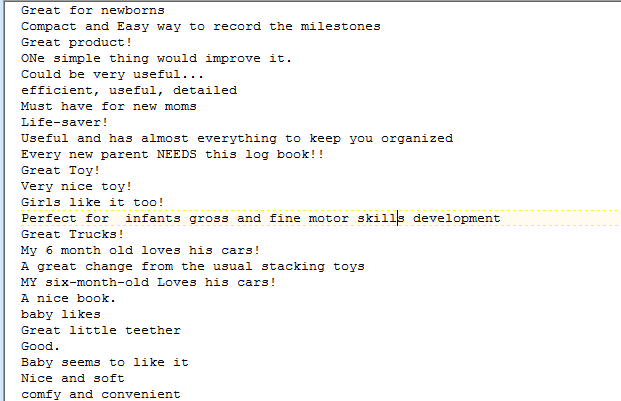 Great for newborns
Compact and Easy way to record the milestones
Great product!
ONe simple thing would improve it.
Could be very useful...
efficient, useful, detailed
Must have for new moms
Life-saver!
Useful and has almost everything to keep you organized
Every new parent NEEDS this log book!!
Great Toy!
Very nice toy!
Girls like it too!
Perfect for  infants gross and fine motor skills development
Great Trucks!
My 6 month old loves his cars!
A great change from the usual stacking toys
MY six-month-old Loves his cars!
A nice book.
baby likes
Great little teether
Good.
Baby seems to like it
Nice and soft
comfy and convenient